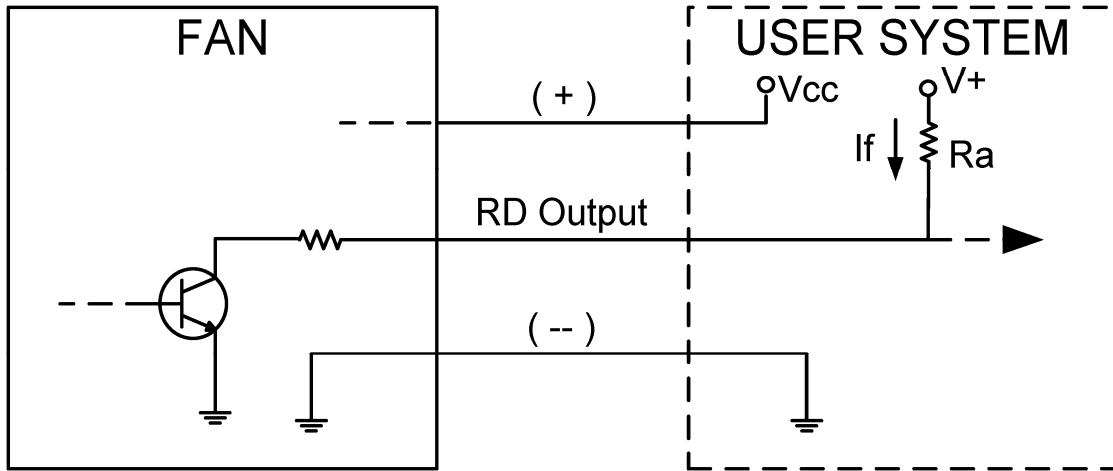 FAN
USER SYSTEM
( + )
Vcc
V+
If
Ra
RD Output
( -- )